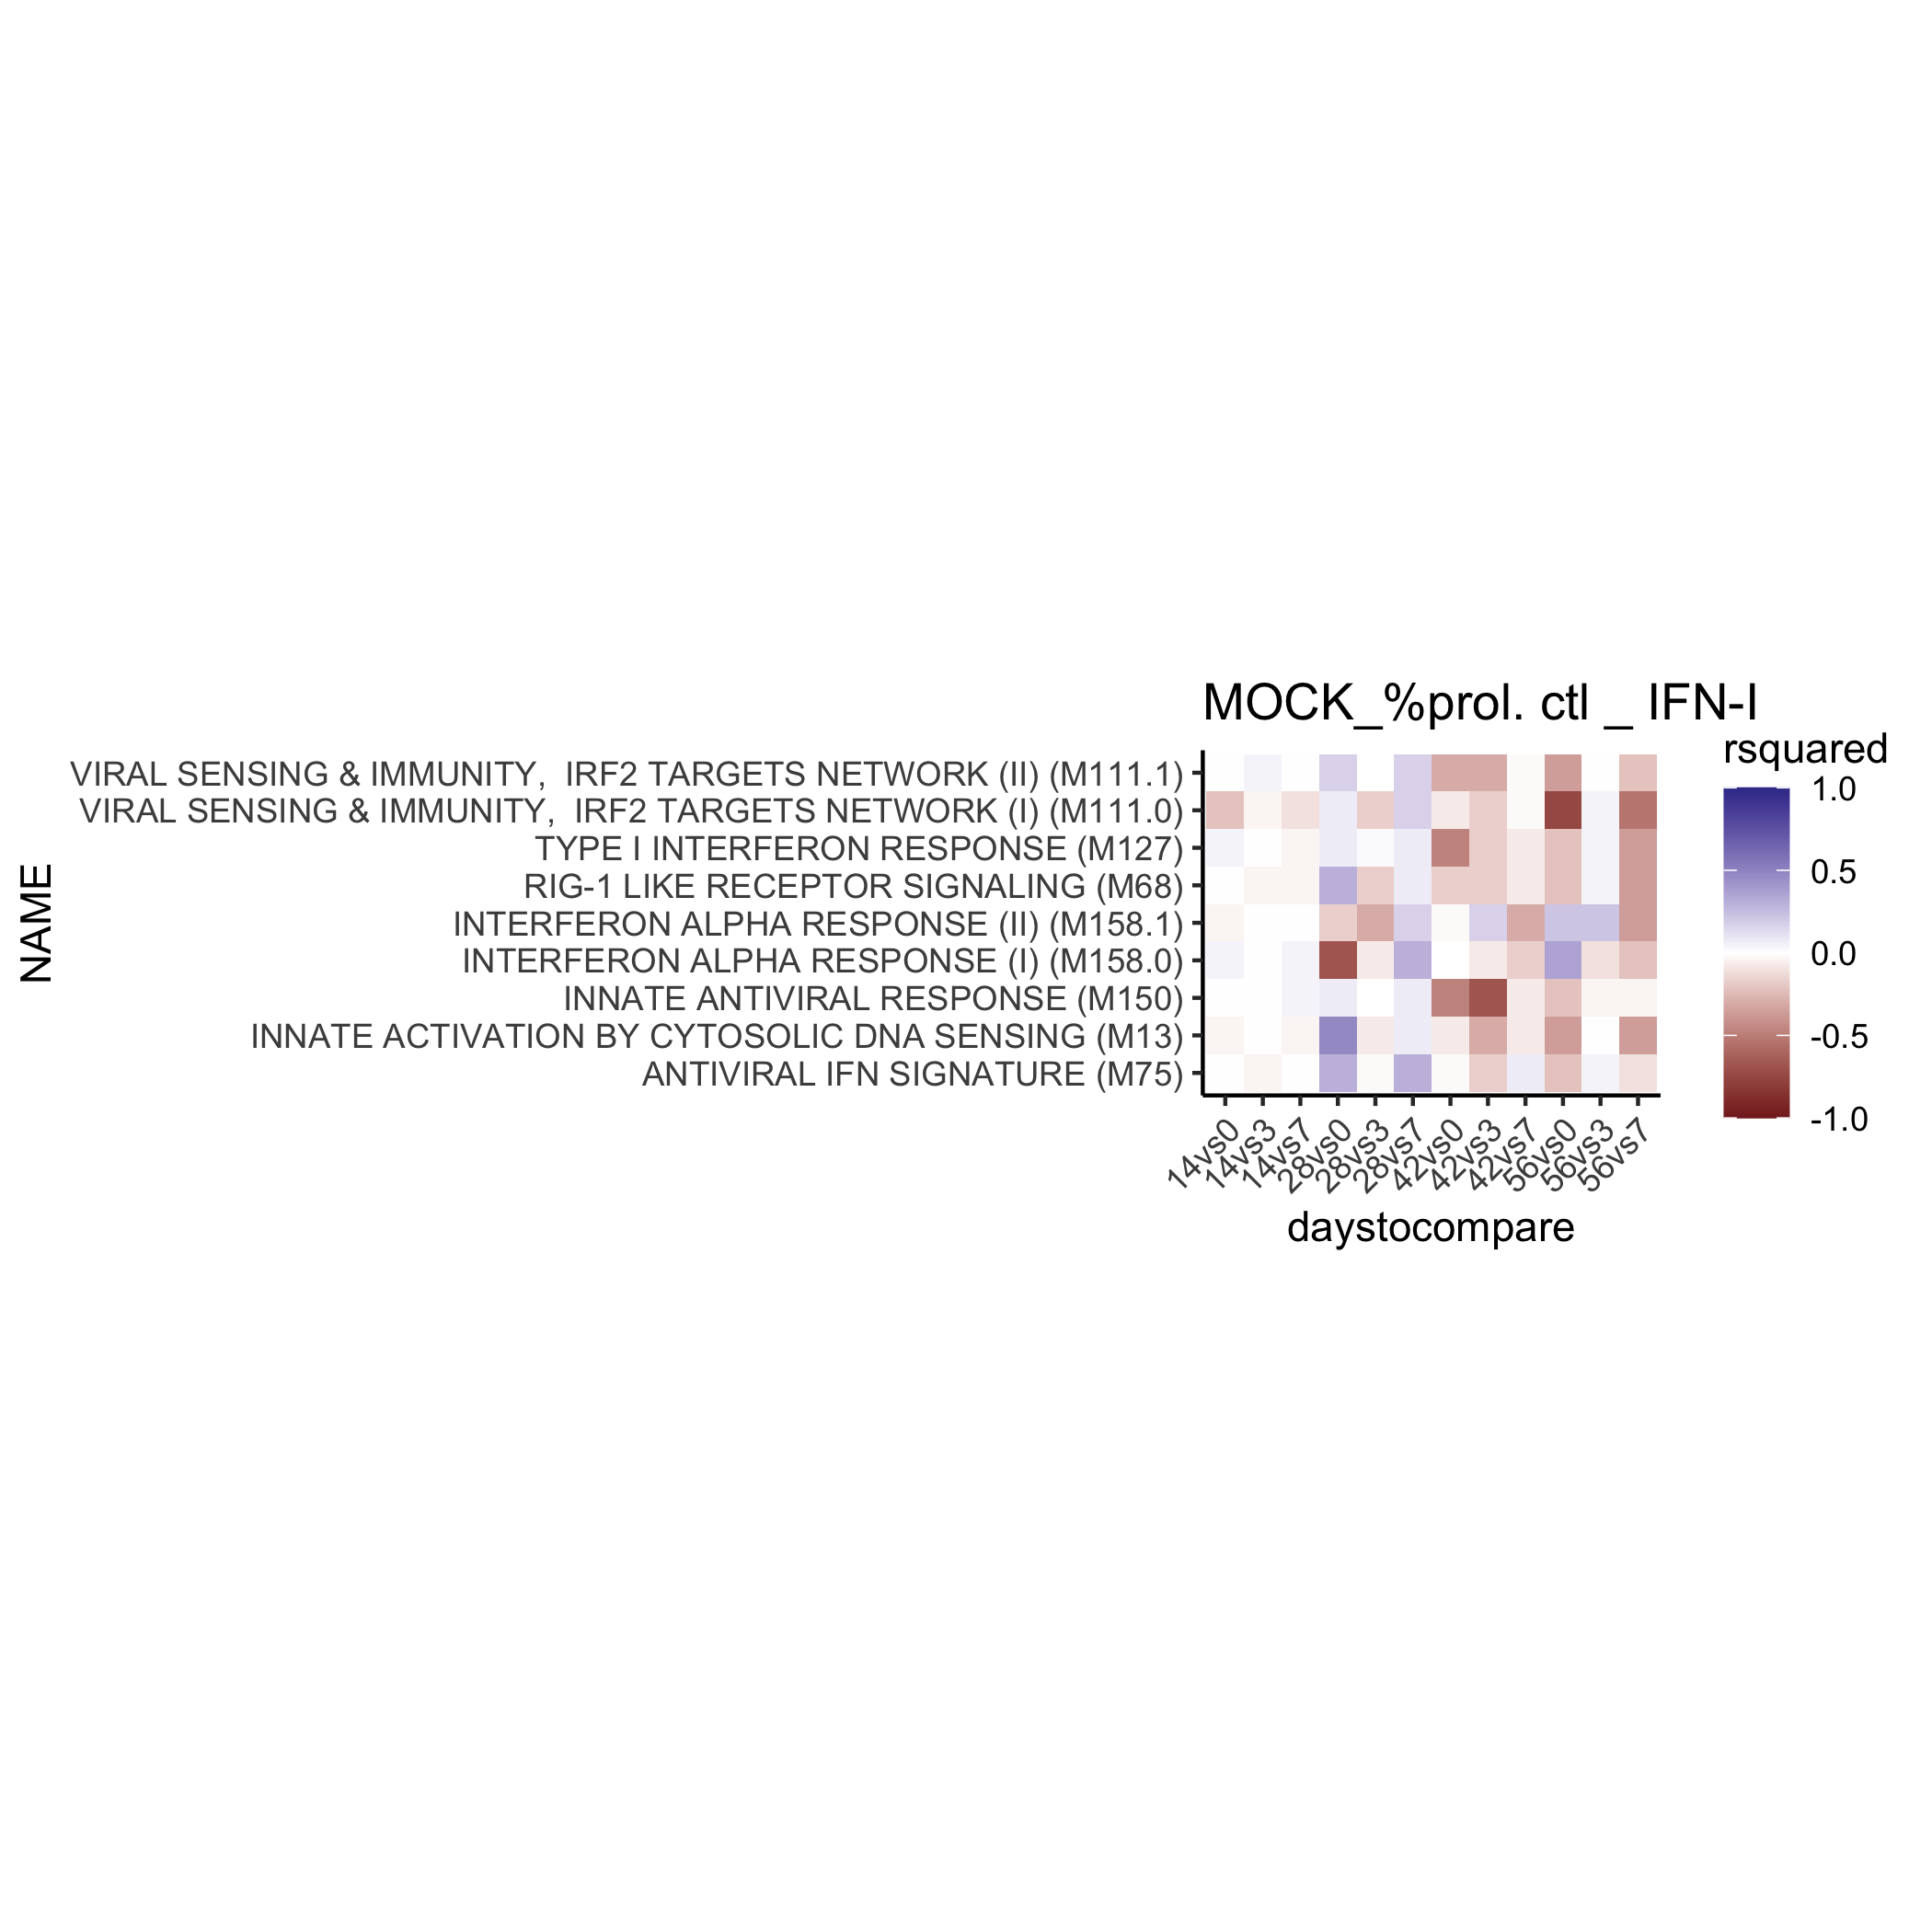 MOCK_%prol. ctl _ IFN-I
rsquared
VIRAL SENSING & IMMUNITY,  IRF2 TARGETS NETWORK (II) (M111.1)
VIRAL SENSING & IMMUNITY,  IRF2 TARGETS NETWORK (I) (M111.0)
TYPE I INTERFERON RESPONSE (M127)
RIG-1 LIKE RECEPTOR SIGNALING (M68)
INTERFERON ALPHA RESPONSE (II) (M158.1)
INTERFERON ALPHA RESPONSE (I) (M158.0)
INNATE ANTIVIRAL RESPONSE (M150)
INNATE ACTIVATION BY CYTOSOLIC DNA SENSING (M13)
ANTIVIRAL IFN SIGNATURE (M75)
NAME
1.0
0.5
0.0
-0.5
-1.0
14vs0
14vs3
14vs7
28vs0
28vs3
28vs7
42vs0
42vs3
42vs7
56vs0
56vs3
56vs7
daystocompare